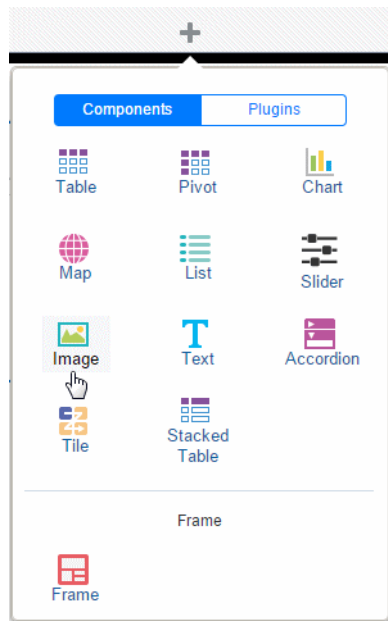 Components Plugins
Table Pivot Chart
Map List Slider
Image Text Accordion
Tile Stacked
Table
Frame
Frame